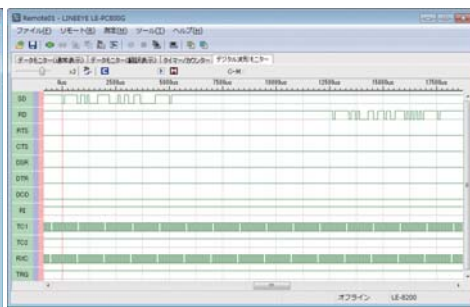 Remote01 - LINEEYE LE-PC800G
ファイル(F) リモート(R) 測定(M) ツール(T) ヘルプ(H)
データモニター(通常表示) データモニター(翻訳表示) タイマー/カウンター デジタル波形モニター
x2
0us 2500us 5000us 7500us 10000us 12500us 15000us 17500us
SD
RD
RTS
CTS
DSR
DTR
DCD
RI
TC1
TC2
RXC
TRG
オフライン LE-8200